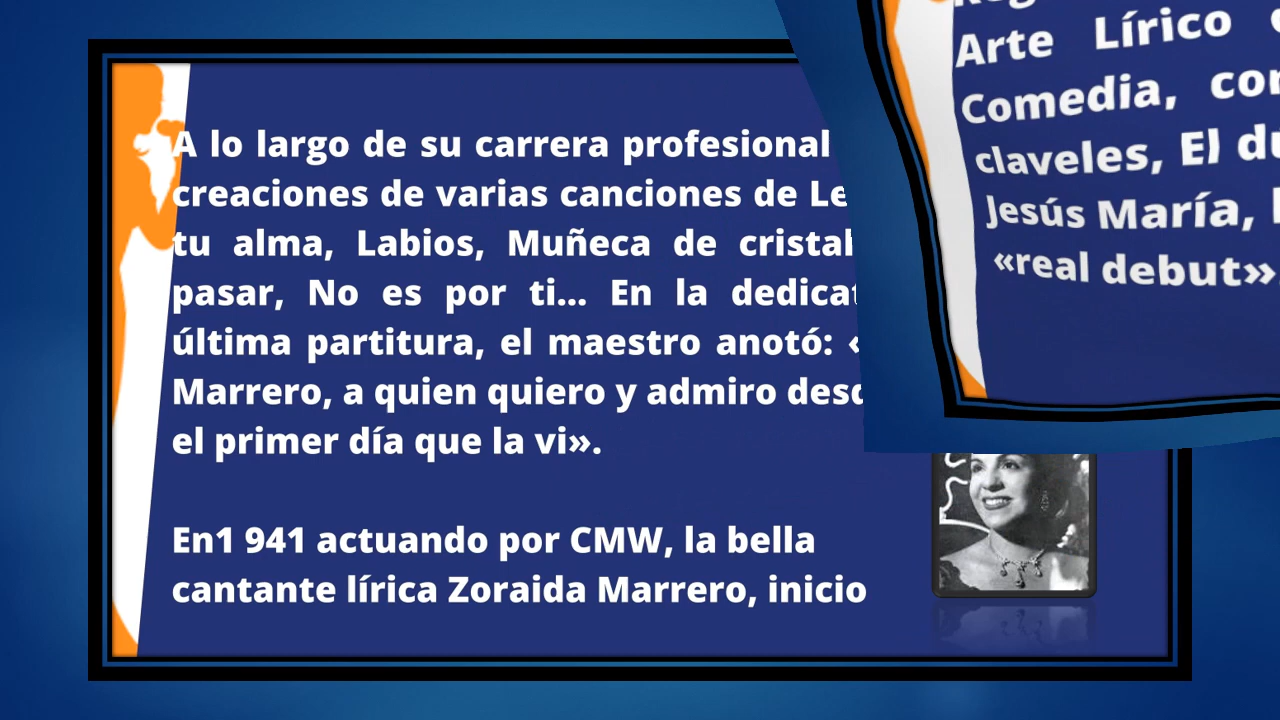 A lo largo de su carrera profesional
creaciones de varias canciones de
tu alma, Labios, Muñeca de
pasar, No es por ti... En la
última partitura, el maestro anotó: «
Marrero, a quien quiero y admiro
el primer día que la vi».
En1 941 actuando por CMW, la bella
cantante lírica Zoraida Marrero, inicio
Arte Lírico
Comedia,
claveles, El
Jesús María,
«real debut»